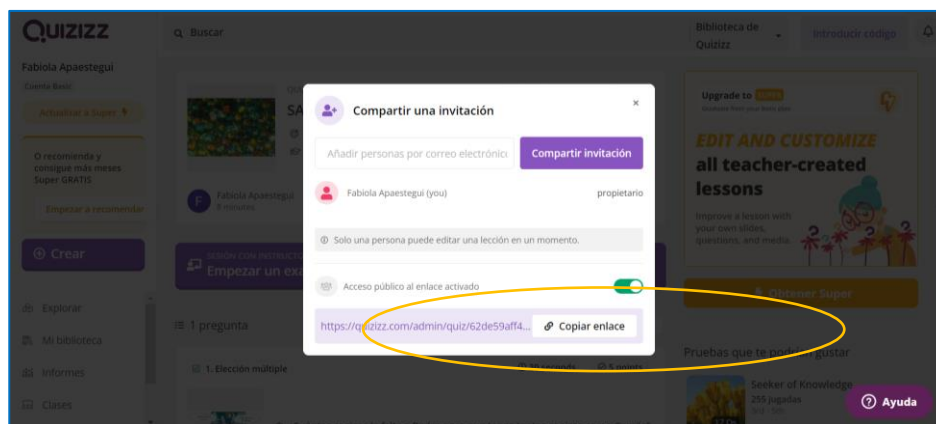 QUIZIZZ
Buscar
Biblioteca de
Quizizz
Introducir código
Fabiola Apaestegui
Cuenta Basic
Actualizar a Super
O recomienda y
consigue más meses
Super GRATIS
Empezar a recomendar
Crear
Explorar
Mi biblioteca
Informes
Clases
SA
F
Fabiola Apaestegui
8 minutes
Empezar un exa
1 pregunta
1. Elección múltiple
Compartir una invitación
×
Añadir personas por correo electrónico
Compartir invitación
Fabiola Apaestegui (you)
propietario
Solo una persona puede editar una lección en un momento.
Acceso público al enlace activado
https://quizizz.com/admin/quiz/62de59aff4...
Copiar enlace
Upgrade to SUPER
EDIT AND CUSTOMIZE
all teacher-created
lessons
Improve a lesson with
your own slides,
questions, and media.
Obtener Super
Pruebas que te podrían gustar
Seeker of Knowledge
255 jugadas
Ayuda